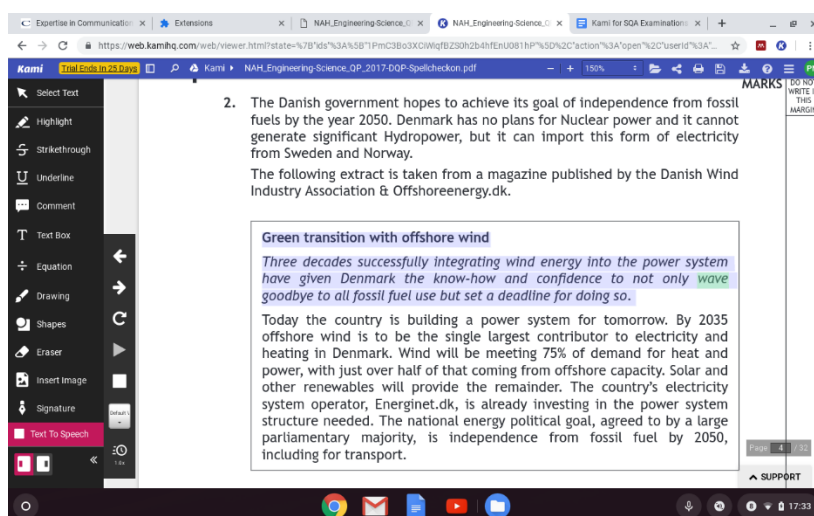 Expertise in Communication
Extensions
NAH_Engineering-Science_Q
NAH_Engineering-Science_Q
Kami for SQA Examinations
https://web.kamihq.com/web/viewer.html?state=%7B"ids"%3A%5B"1PmC3Bo3XCiWlqfBZS0h2b4hfEnU081hP"%5D%2C"action"%3A"open"%2C"userId"%3A"...
Kami Trial Ends In 25 Days Kami NAH_Engineering-Science_QP_2017-DQP-Spellcheckon.pdf 150%
Select Text
Highlight
Strikethrough
Underline
Comment
Text Box
Equation
Drawing
Shapes
Eraser
Insert Image
Signature
Text To Speech
Default
1.0x
MARKS
DO NOT
WRITE I
THIS
MARGIN
2. The Danish government hopes to achieve its goal of independence from fossil
fuels by the year 2050. Denmark has no plans for Nuclear power and it cannot
generate significant Hydropower, but it can import this form of electricity
from Sweden and Norway.
The following extract is taken from a magazine published by the Danish Wind
Industry Association & Offshoreenergy.dk.
Green transition with offshore wind
Three decades successfully integrating wind energy into the power system
have given Denmark the know-how and confidence to not only wave
goodbye to all fossil fuel use but set a deadline for doing so.
Today the country is building a power system for tomorrow. By 2035
offshore wind is to be the single largest contributor to electricity and
heating in Denmark. Wind will be meeting 75% of demand for heat and
power, with just over half of that coming from offshore capacity. Solar and
other renewables will provide the remainder. The country's electricity
system operator, Energinet.dk, is already investing in the power system
structure needed. The national energy political goal, agreed to by a large
parliamentary majority, is independence from fossil fuel by 2050,
including for transport.
Page 4 / 32
SUPPORT
17:33